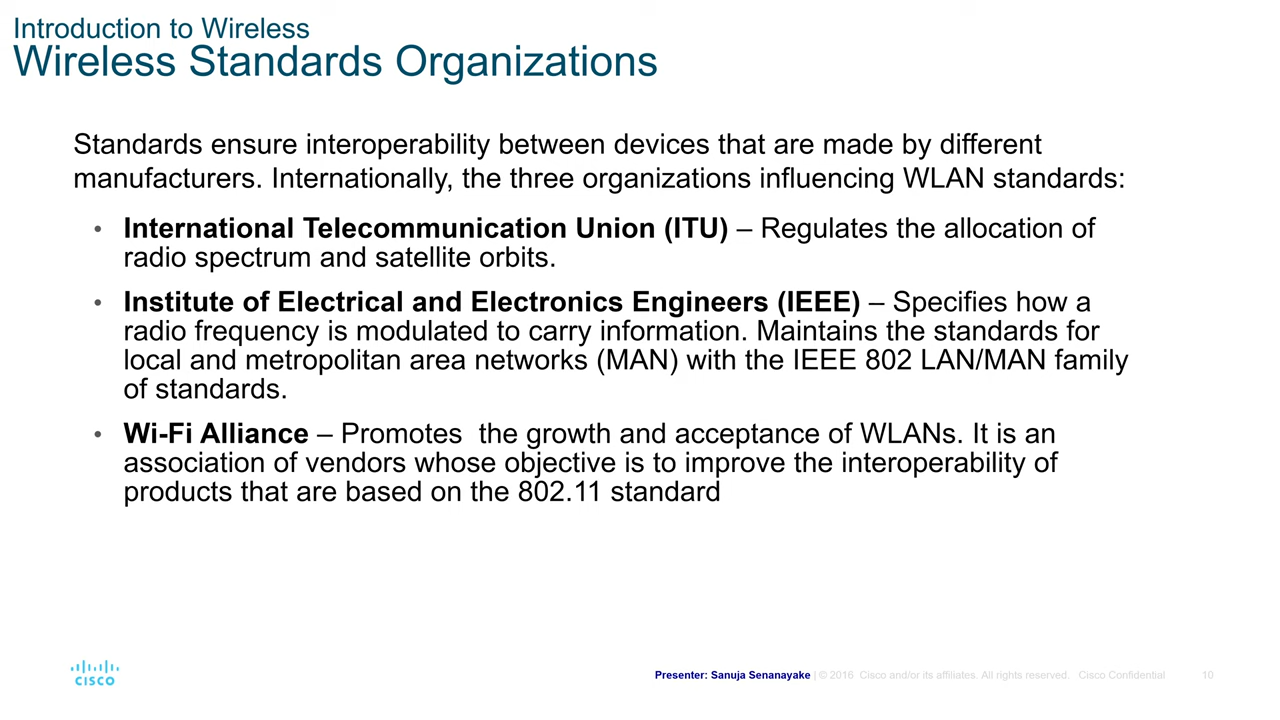 Introduction to Wireless
Wireless Standards Organizations
Standards ensure interoperability between devices that are made by different
manufacturers. Internationally, the three organizations influencing WLAN standards:
• International Telecommunication Union (ITU) – Regulates the allocation of
radio spectrum and satellite orbits.
• Institute of Electrical and Electronics Engineers (IEEE) – Specifies how a
radio frequency is modulated to carry information. Maintains the standards for
local and metropolitan area networks (MAN) with the IEEE 802 LAN/MAN family
of standards.
• Wi-Fi Alliance – Promotes  the growth and acceptance of WLANs. It is an
association of vendors whose objective is to improve the interoperability of
products that are based on the 802.11 standard
CISCO
Presenter: Sanuja Senanayake | © 2016 Cisco and/or its affiliates. All rights reserved. Cisco Confidential 10